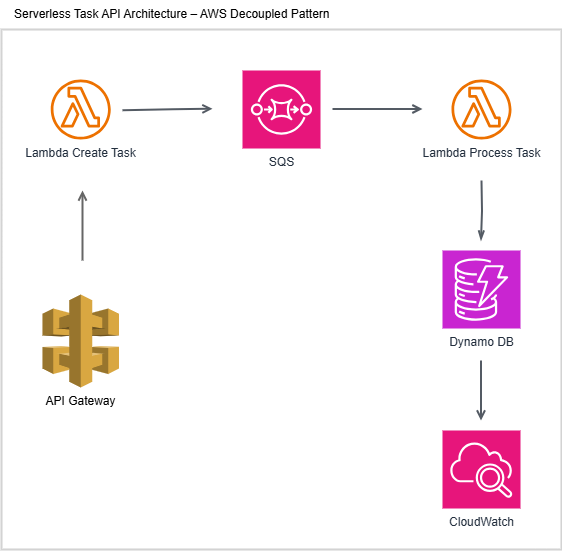 Serverless Task API Architecture – AWS Decoupled Pattern
Lambda Create Task
SQS
Lambda Process Task
Dynamo DB
API Gateway
CloudWatch